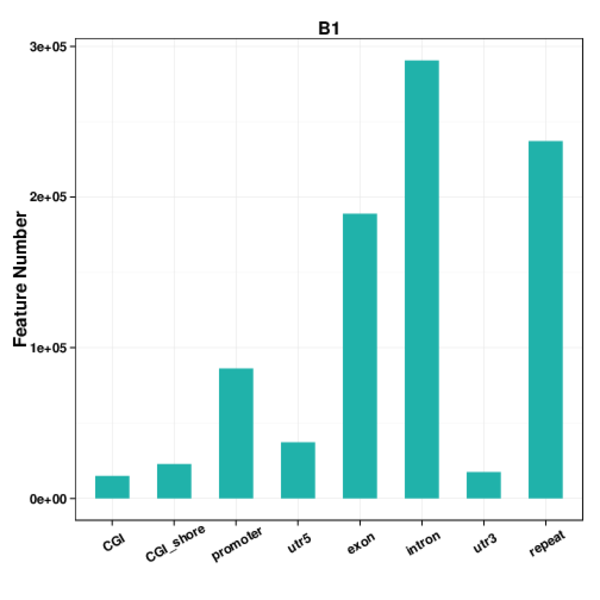 B1
Feature Number
3e+05
2e+05
1e+05
0e+00
CGI
CGI_shore
promoter
utr5
exon
intron
utr3
repeat